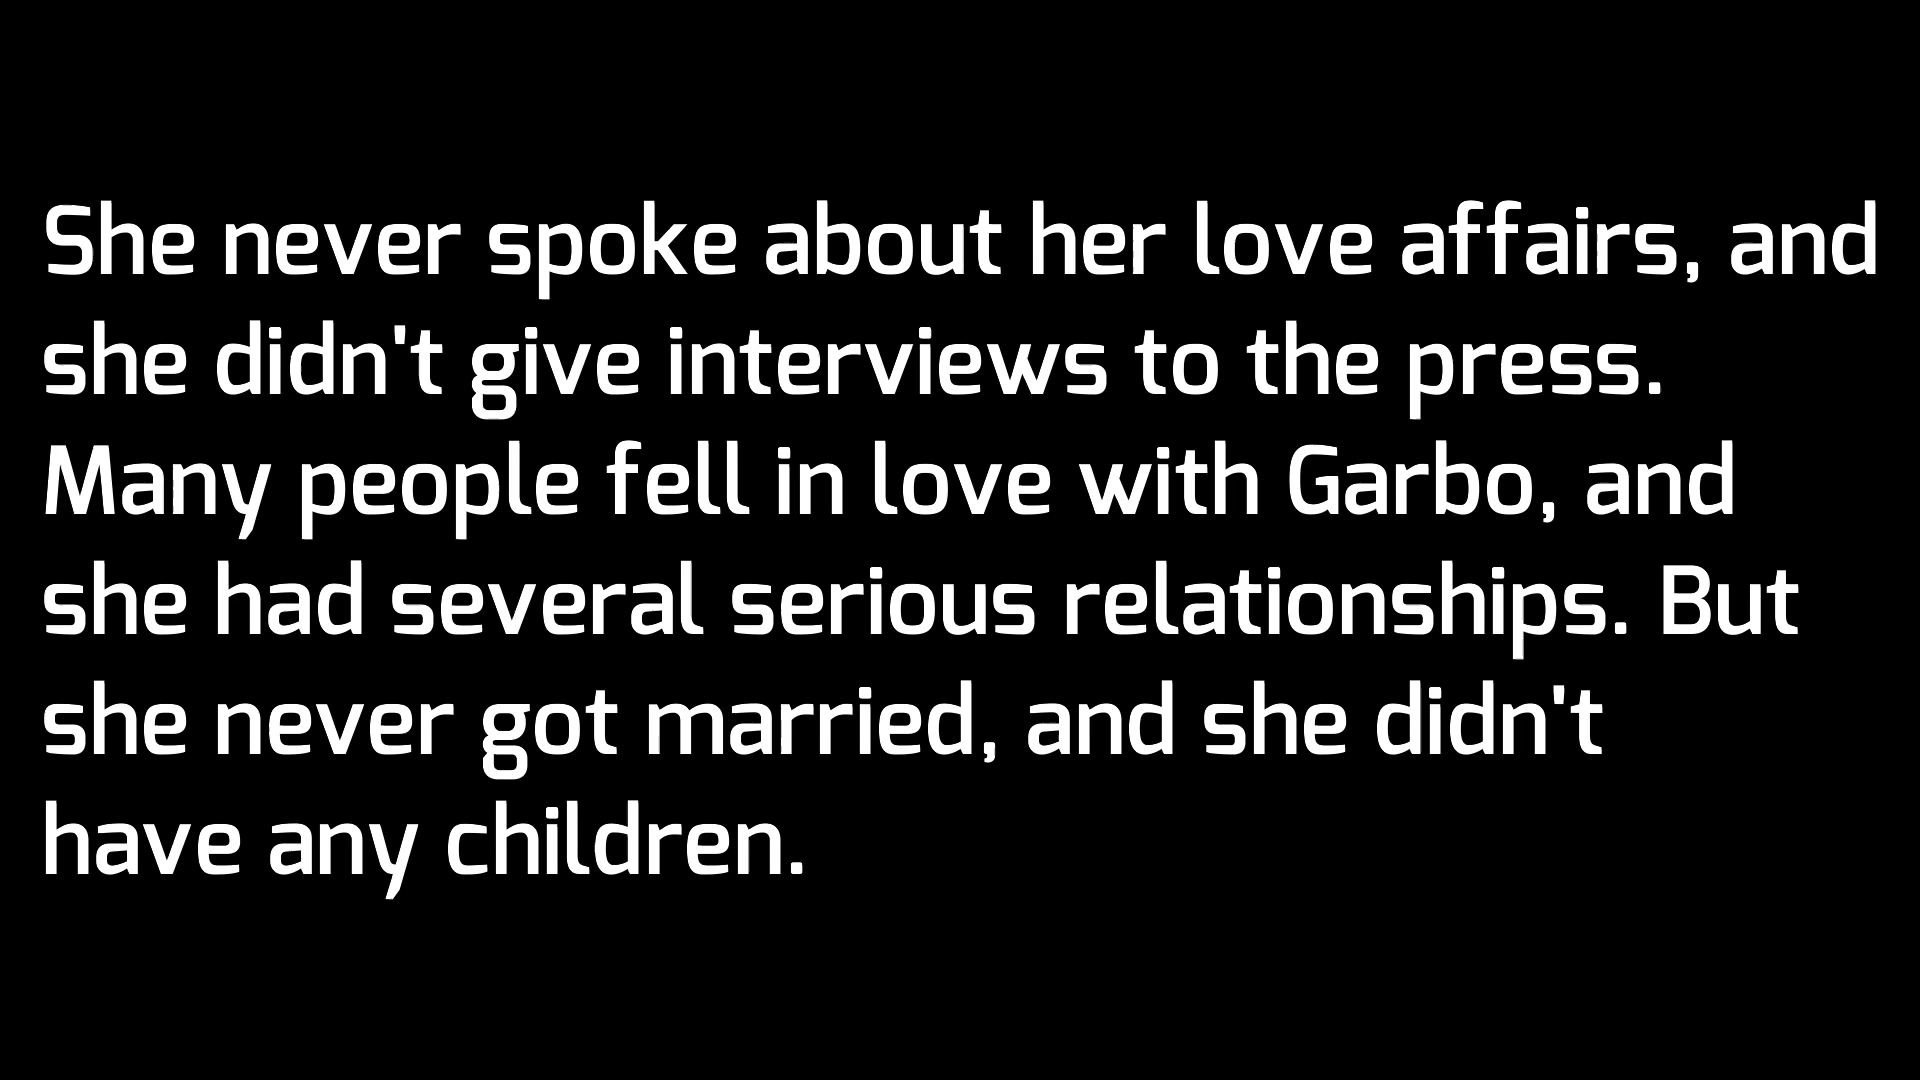 She never spoke about her love affairs, and
she didn't give interviews to the press.
Many people fell in love with Garbo, and
she had several serious relationships. But
she never got married, and she didn't
have any children.